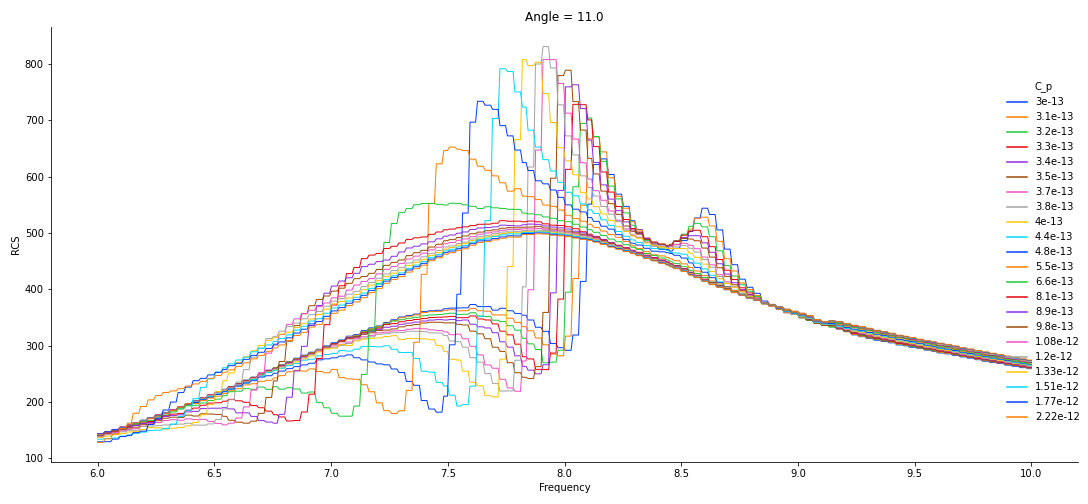 Angle = 11.0
RCS
800
700
600
500
400
300
200
100
6.0 6.5 7.0 7.5 8.0 8.5 9.0 9.5 10.0
Frequency
C_p
3e-13
3.1e-13
3.2e-13
3.3e-13
3.4e-13
3.5e-13
3.7e-13
3.8e-13
4e-13
4.4e-13
4.8e-13
5.5e-13
6.6e-13
8.1e-13
8.9e-13
9.8e-13
1.08e-12
1.2e-12
1.33e-12
1.51e-12
1.77e-12
2.22e-12